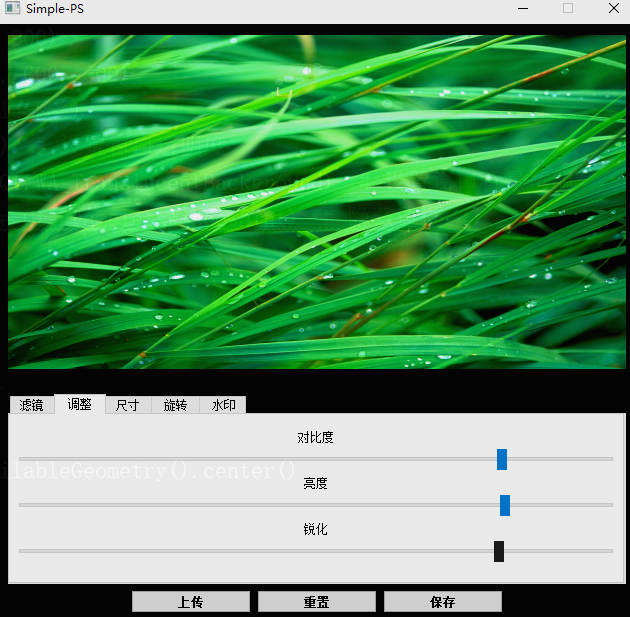 Simple-PS
滤镜 调整 尺寸 旋转 水印
对比度
ilableGeometry().center()
亮度
锐化
上传 重置 保存